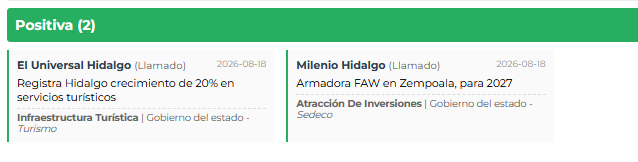 Positiva (2)
El Universal Hidalgo (Llamado) 2026-08-18
Registra Hidalgo crecimiento de 20% en
servicios turísticos
Infraestructura Turística | Gobierno del estado -
Turismo
Milenio Hidalgo (Llamado) 2026-08-18
Armadora FAW en Zempoala, para 2027
Atracción De Inversiones | Gobierno del estado -
Sedeco